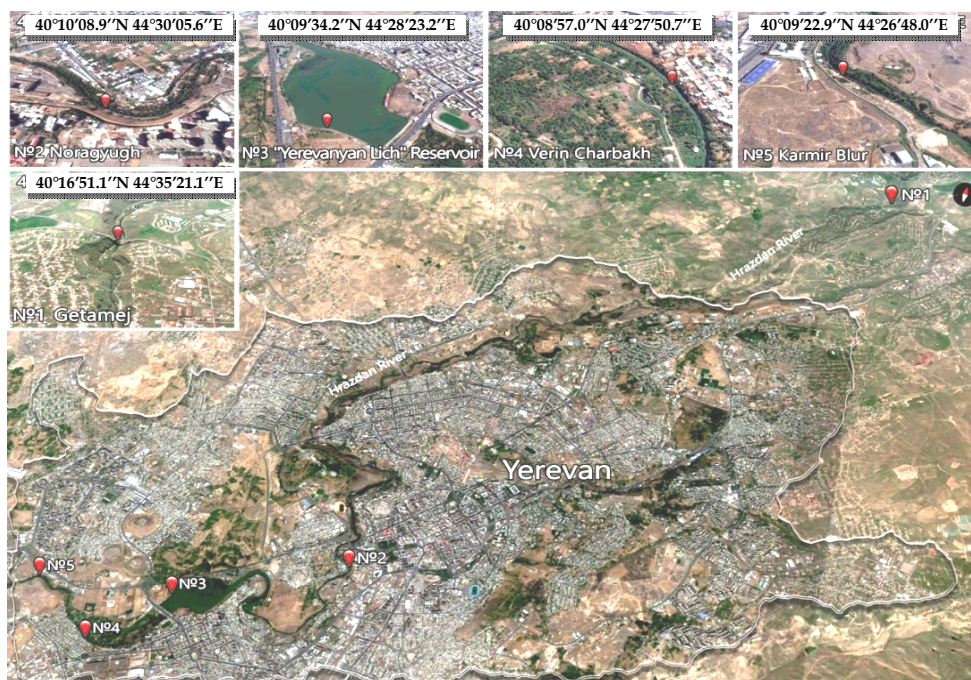 40°10′08.9′′N 44°30′05.6′′E
№2 Noragyugh
40°09′34.2′′N 44°28′23.2′′E
№3 "Yerevanyan Lich" Reservoir
40°08′57.0′′N 44°27′50.7′′E
№4 Verin Charbakh
40°09′22.9′′N 44°26′48.0′′E
№5 Karmir Blur
40°16′51.1′′N 44°35′21.1′′E
№1 Getamej
№1
Hrazdan River
Hrazdan River
Yerevan
№2
№5
№3
№4